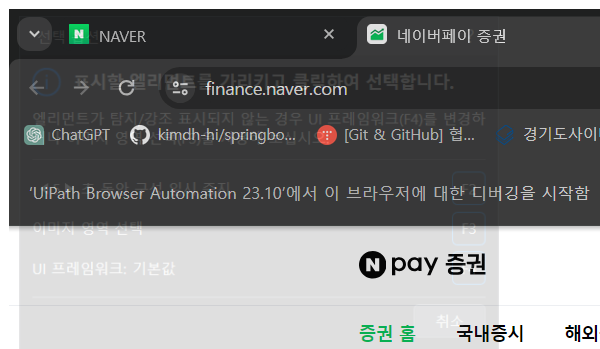 NAVER
네이버페이 증권
표시할 엘리먼트를 가리키고 클릭하여 선택합니다.
finance.naver.com
엘리먼트가 탐지/강조 표시되지 않는 경우 UI 프레임워크(F4)를 변경하
ChatGPT
kimdh-hi/springbo...
[Git & GitHub] 협...
경기도사이
'UiPath Browser Automation 23.10'에서 이 브라우저에 대한 디버깅을 시작함
이미지 영역 선택
F3
UI 프레임워크: 기본값
N pay 증권
취소
증권 홈
국내증시
해외